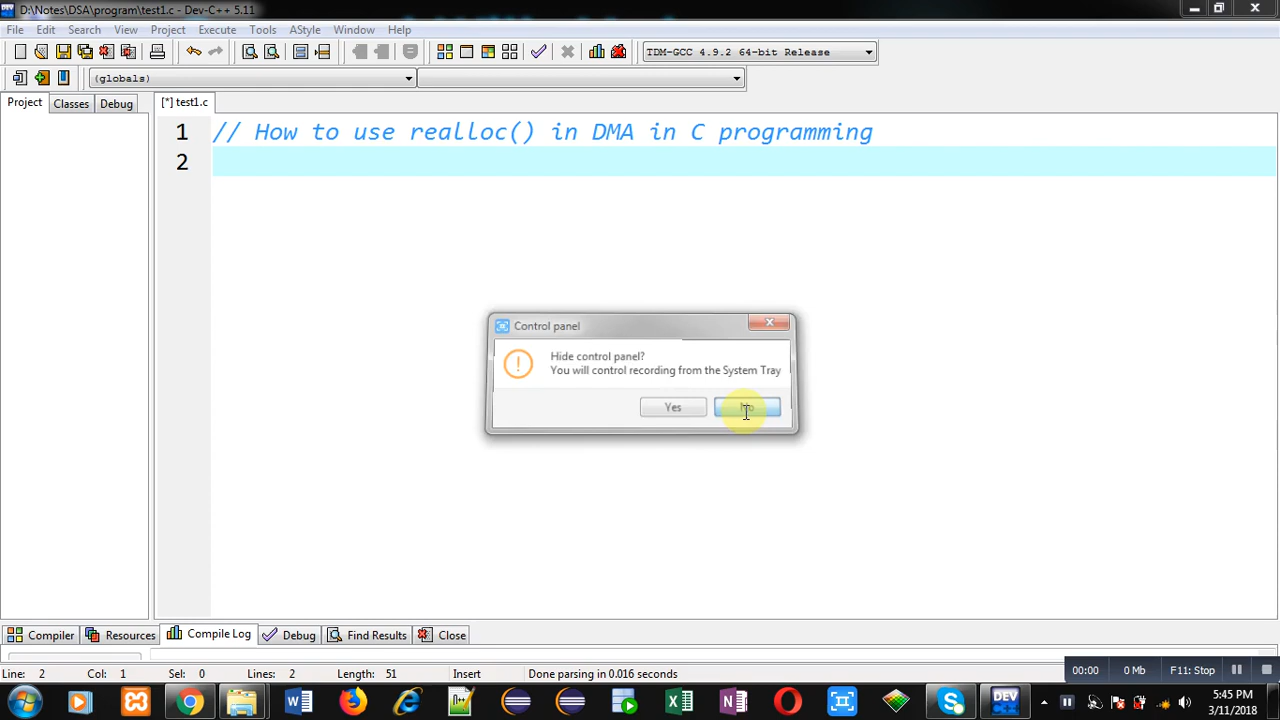 D:\Notes\DSA\program\test1.c - Dev-C++ 5.11
File Edit Search View Project Execute Tools AStyle Window Help
TDM-GCC 4.9.2 64-bit Release
(globals)
Project Classes Debug
[*] test1.c
1 // How to use realloc() in DMA in C programming
2
Control panel
Hide control panel?
You will control recording from the System Tray
Yes
Compiler Resources Compile Log Debug Find Results Close
Line: 2 Col: 1 Sel: 0 Lines: 2 Length: 51 Insert Done parsing in 0.016 seconds
00:00 0 Mb F11: Stop
DEV
5:45 PM
3/11/2018